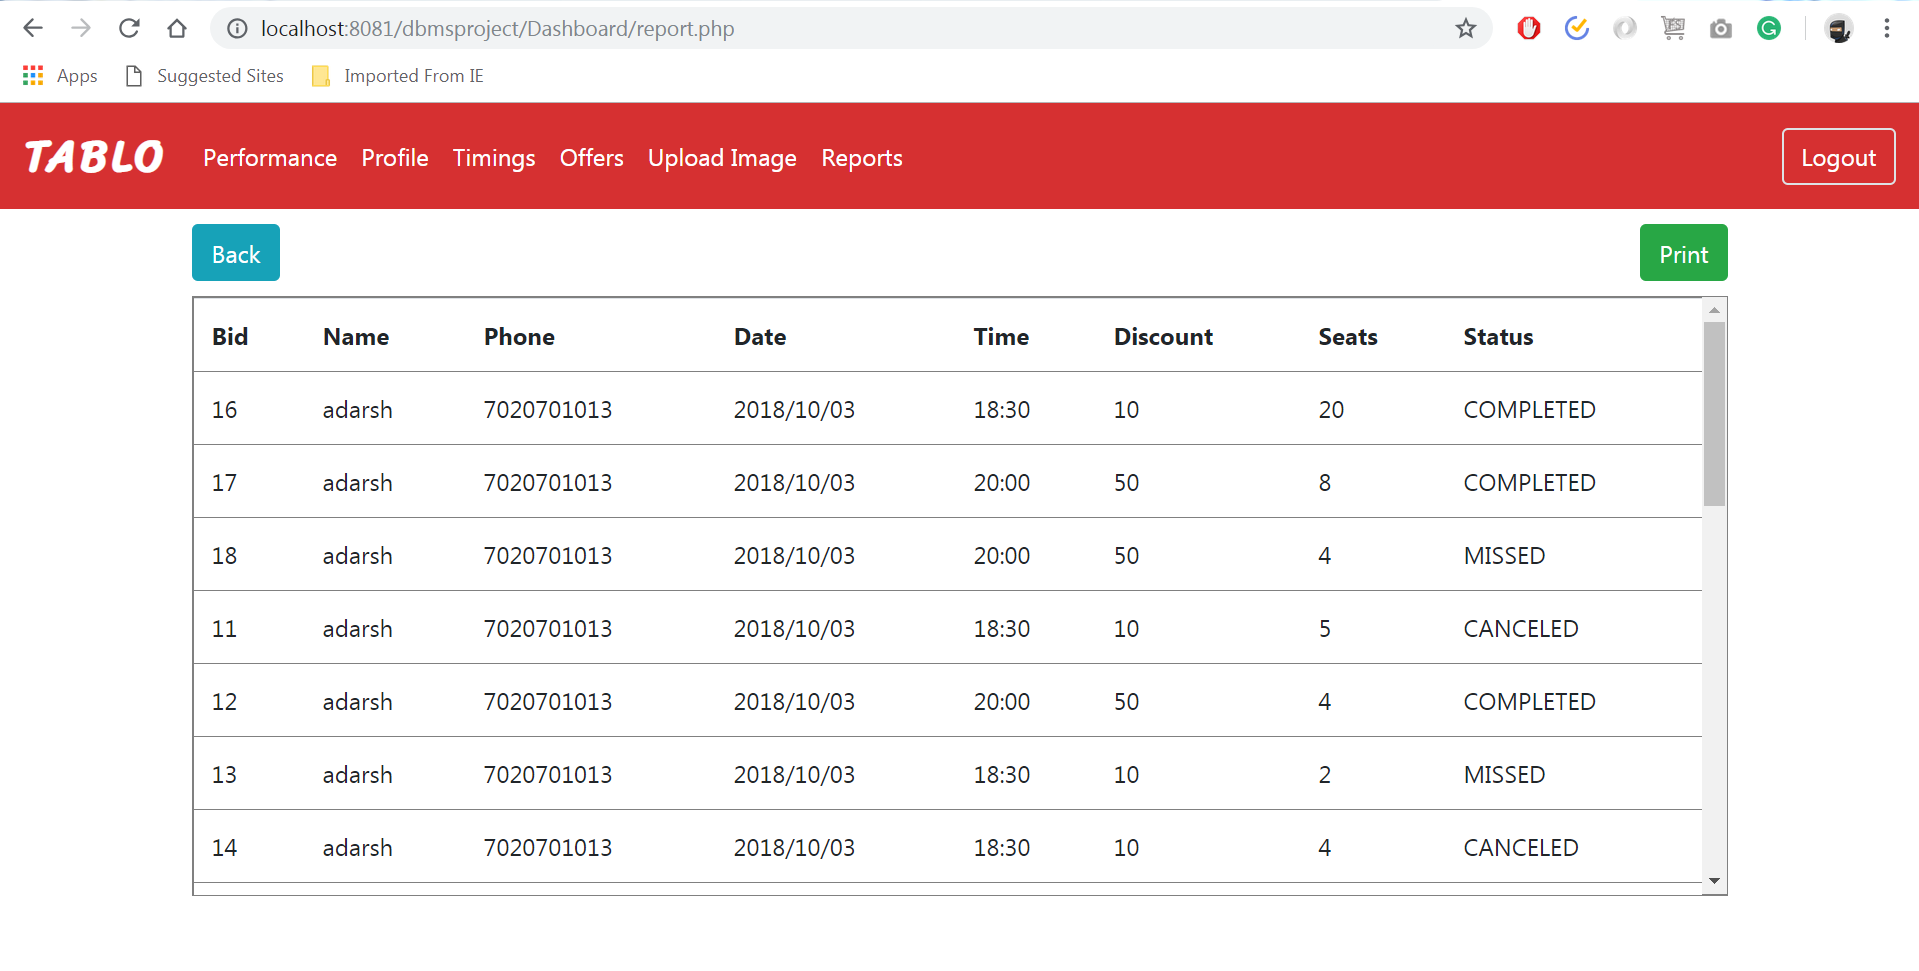 localhost:8081/dbmsproject/Dashboard/report.php
Apps Suggested Sites Imported From IE
TABLO Performance Profile Timings Offers Upload Image Reports Logout
Back Print
Bid Name Phone Date Time Discount Seats Status
16 adarsh 7020701013 2018/10/03 18:30 10 20 COMPLETED
17 adarsh 7020701013 2018/10/03 20:00 50 8 COMPLETED
18 adarsh 7020701013 2018/10/03 20:00 50 4 MISSED
11 adarsh 7020701013 2018/10/03 18:30 10 5 CANCELED
12 adarsh 7020701013 2018/10/03 20:00 50 4 COMPLETED
13 adarsh 7020701013 2018/10/03 18:30 10 2 MISSED
14 adarsh 7020701013 2018/10/03 18:30 10 4 CANCELED